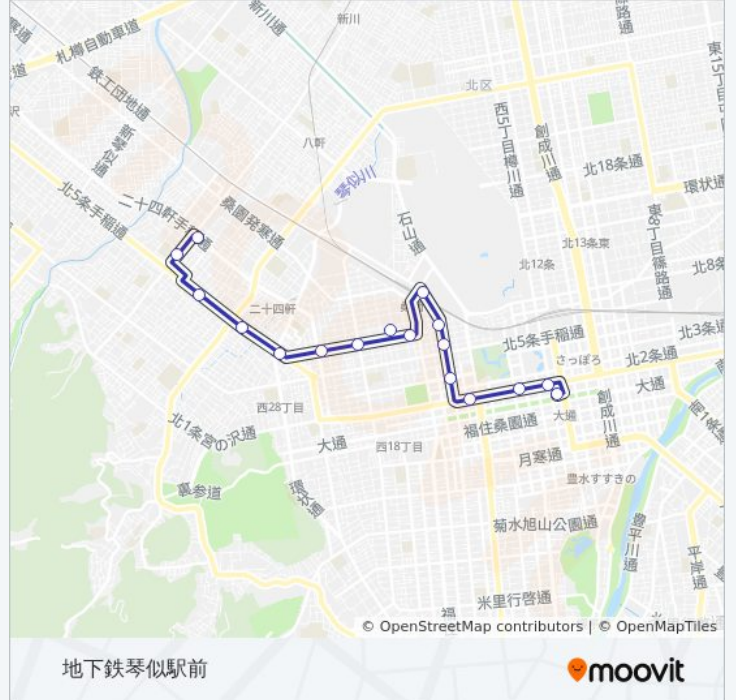 新川通
新川
篠路通
札樽自動車道
鉄工団地通
新琴似通
八軒
北区
西5丁目樽川通
創成川通
北18条通
環状通
琴似川
二十四軒手稲通
北5条手稲通
桑園発寒通
石山通
東8丁目篠路通
北13条東
北12条
北8条
二十四軒
北5条手稲通
北3条通
さっぽろ
北2条通
大通
創成川通
西28丁目
大通
福住桑園通
北1条宮の沢通
大通
西18丁目
月寒通
豊水すすきの
裏参道
環状通
菊水旭山公園通
豊平川通
平岸通
米里行啓通
© OpenStreetMap contributors | © OpenMapTiles
地下鉄琴似駅前
moovit